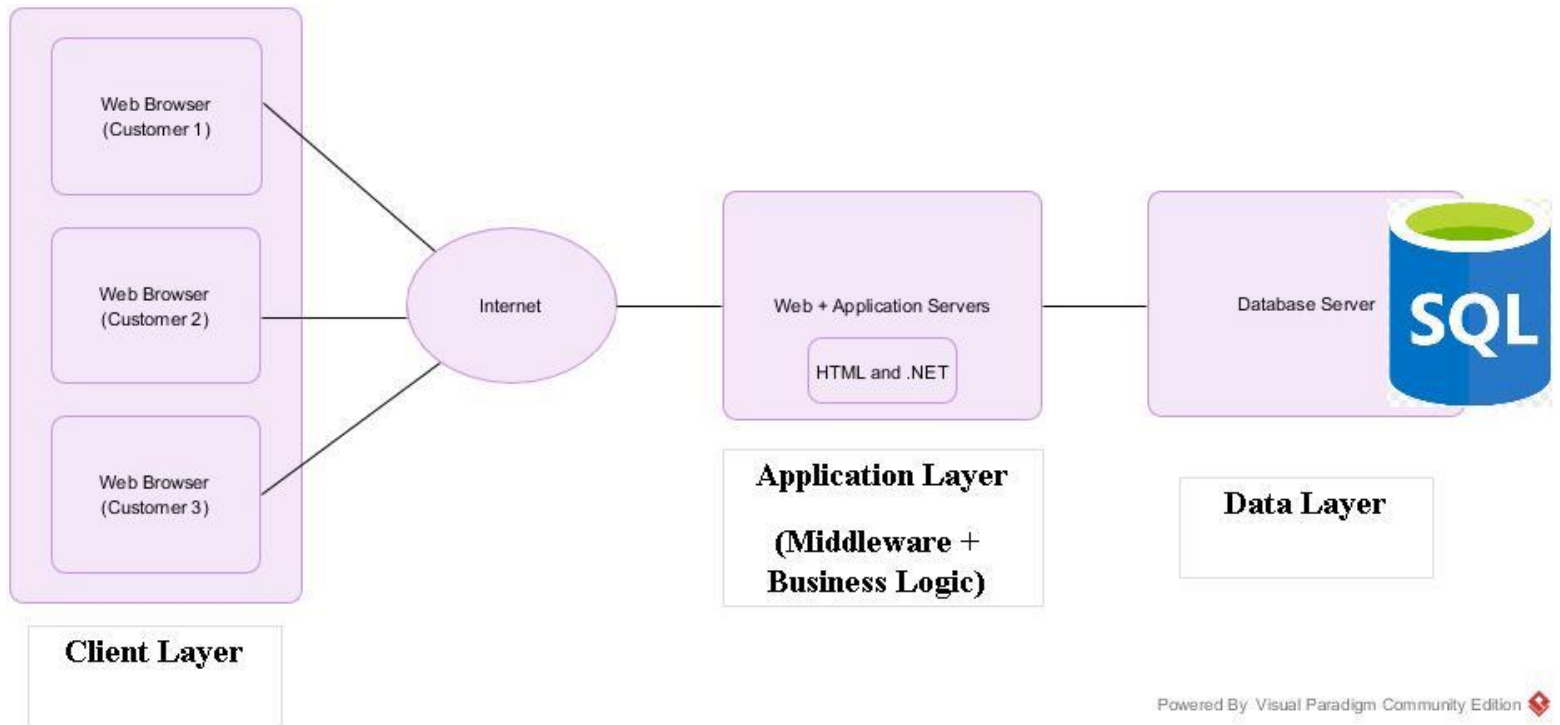 Web Browser
(Customer 1)
Web Browser
(Customer 2)
Web Browser
(Customer 3)
Client Layer
Internet
Web + Application Servers
HTML and .NET
Application Layer
(Middleware +
Business Logic)
Database Server
SQL
Data Layer
Powered By Visual Paradigm Community Edition